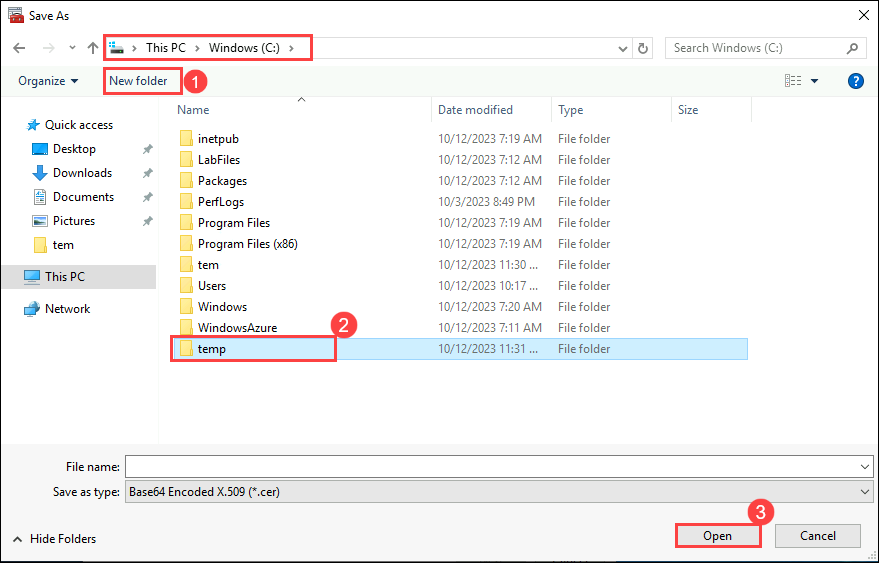 Save As
This PC > Windows (C:) >
Search Windows (C:)
Organize
New folder
1
?
Name
Date modified
Type
Size
Quick access
Desktop
Downloads
Documents
Pictures
tem
This PC
Network
inetpub 10/12/2023 7:19 AM File folder
LabFiles 10/12/2023 7:12 AM File folder
Packages 10/12/2023 7:12 AM File folder
PerfLogs 10/3/2023 8:49 PM File folder
Program Files 10/12/2023 7:19 AM File folder
Program Files (x86) 10/12/2023 7:19 AM File folder
tem 10/12/2023 11:30 ... File folder
Users 10/12/2023 10:17 ... File folder
Windows 10/12/2023 7:20 AM File folder
WindowsAzure 10/12/2023 7:11 AM File folder
2
temp 10/12/2023 11:31 ... File folder
File name:
Save as type: Base64 Encoded X.509 (*.cer)
3
Hide Folders
Open
Cancel